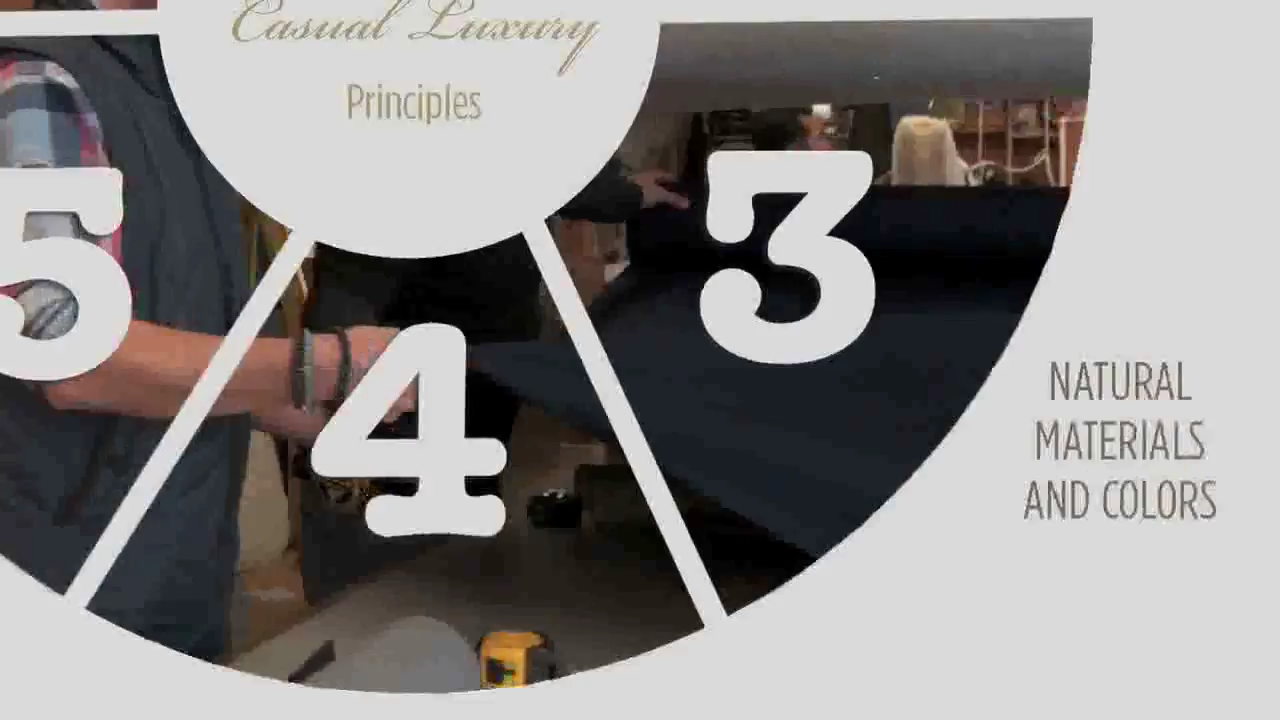 Casual Luxury
Principles
3
5
4
NATURAL
MATERIALS
AND COLORS